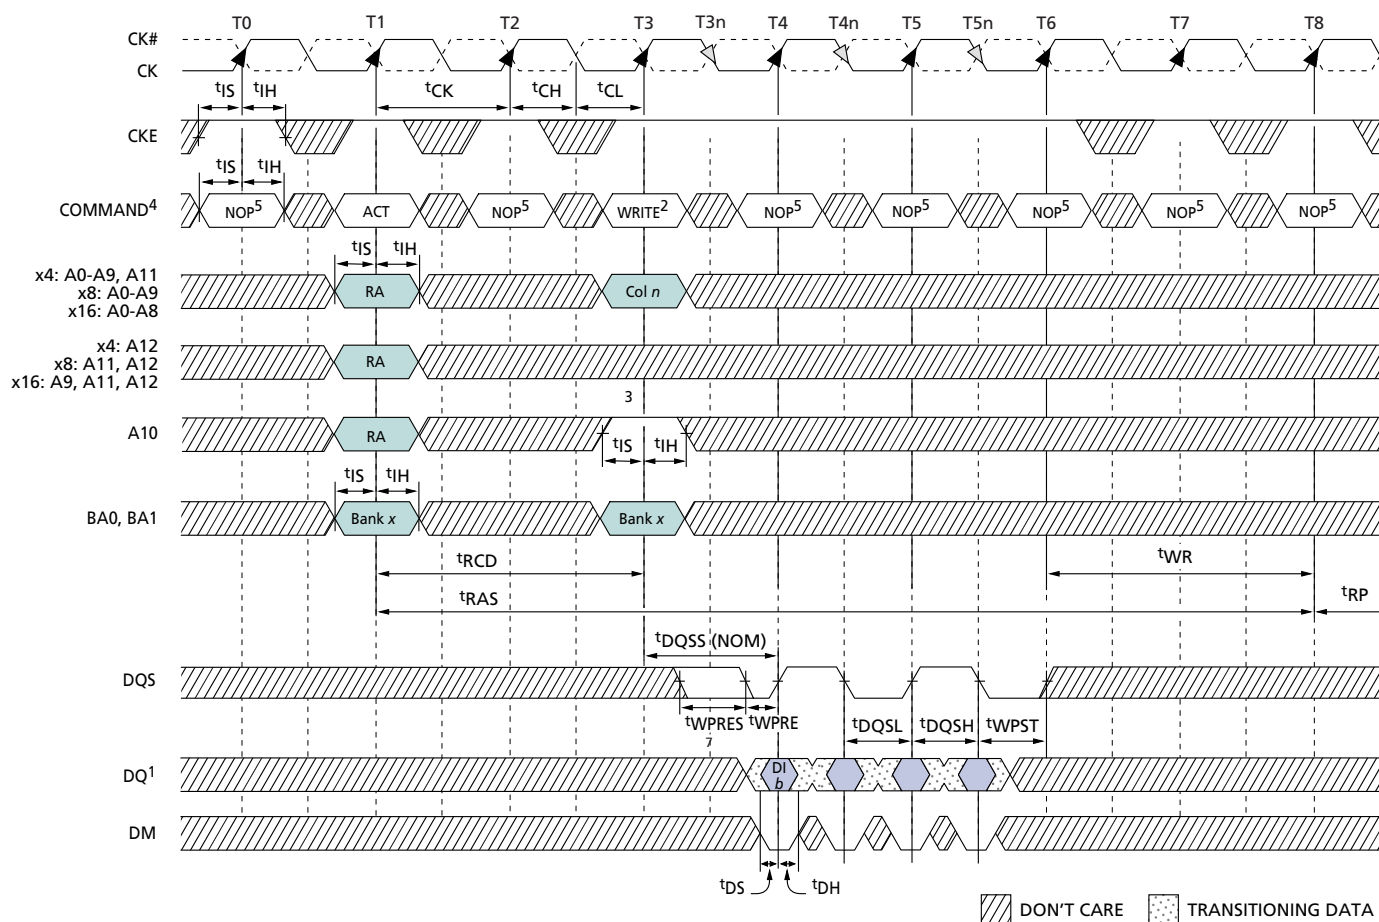 T0 T1 T2 T3 T3n T4 T4n T5 T5n T6 T7 T8
CK#
CK
tIS tIH tCK tCH tCL
CKE
tIS tIH
COMMAND4 NOP5 ACT NOP5 WRITE2 NOP5 NOP5 NOP5 NOP5 NOP5
tIS tIH
x4: A0-A9, A11
x8: A0-A9
x16: A0-A8
RA Col n
x4: A12
x8: A11, A12
x16: A9, A11, A12
RA
3
A10 RA
tIS tIH
tIS tIH
BA0, BA1 Bank x Bank x
tRCD tWR
tRAS tRP
tDQSS (NOM)
DQS
tWPRES tWPRE tDQSL tDQSH tWPST
7
DQ1 DI
b
DM
tDS tDH
DON'T CARE TRANSITIONING DATA